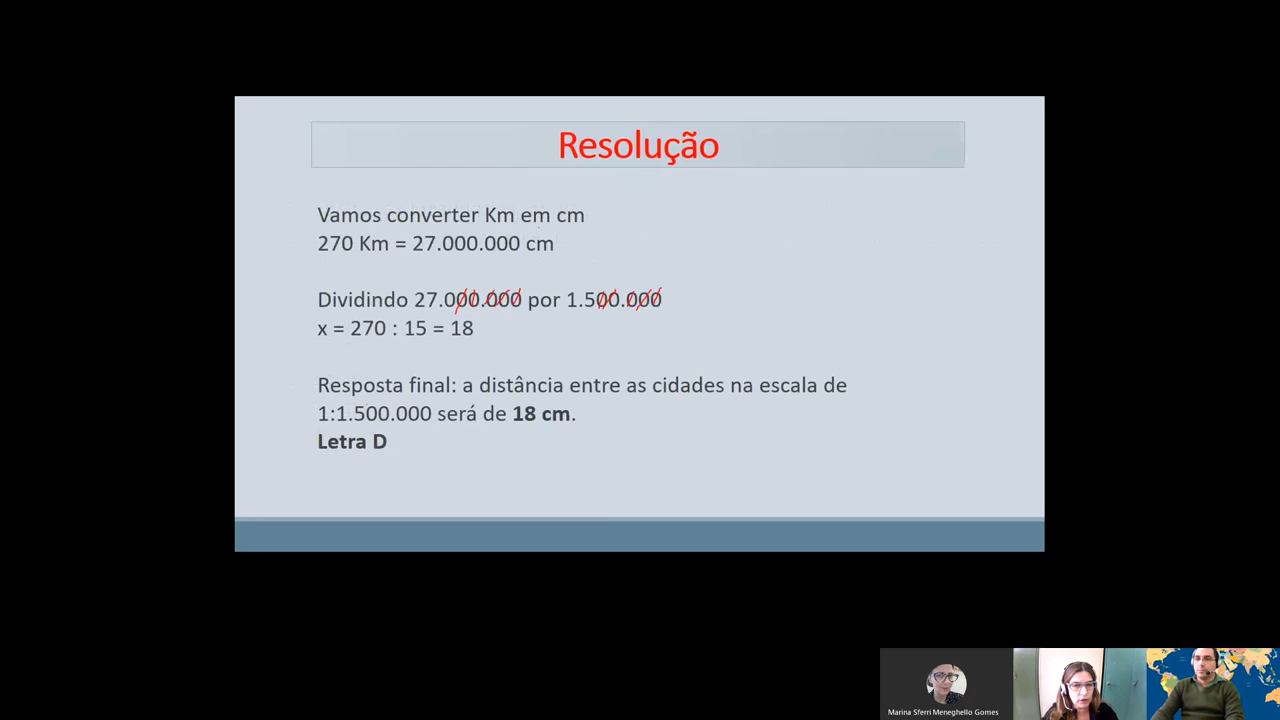 Resolução
Vamos converter Km em cm
270 Km = 27.000.000 cm
Dividindo 27.000.000 por 1.500.000
x = 270 : 15 = 18
Resposta final: a distância entre as cidades na escala de
1:1.500.000 será de 18 cm.
Letra D
Marina Sferri Meneghello Gomes